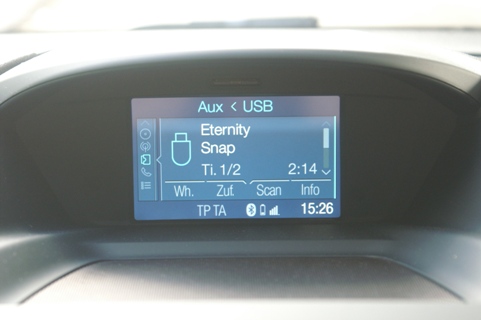 Aux < USB
Eternity
Snap
Ti. 1/2 2:14
Wh. Zuf. Scan Info
TP TA 15:26